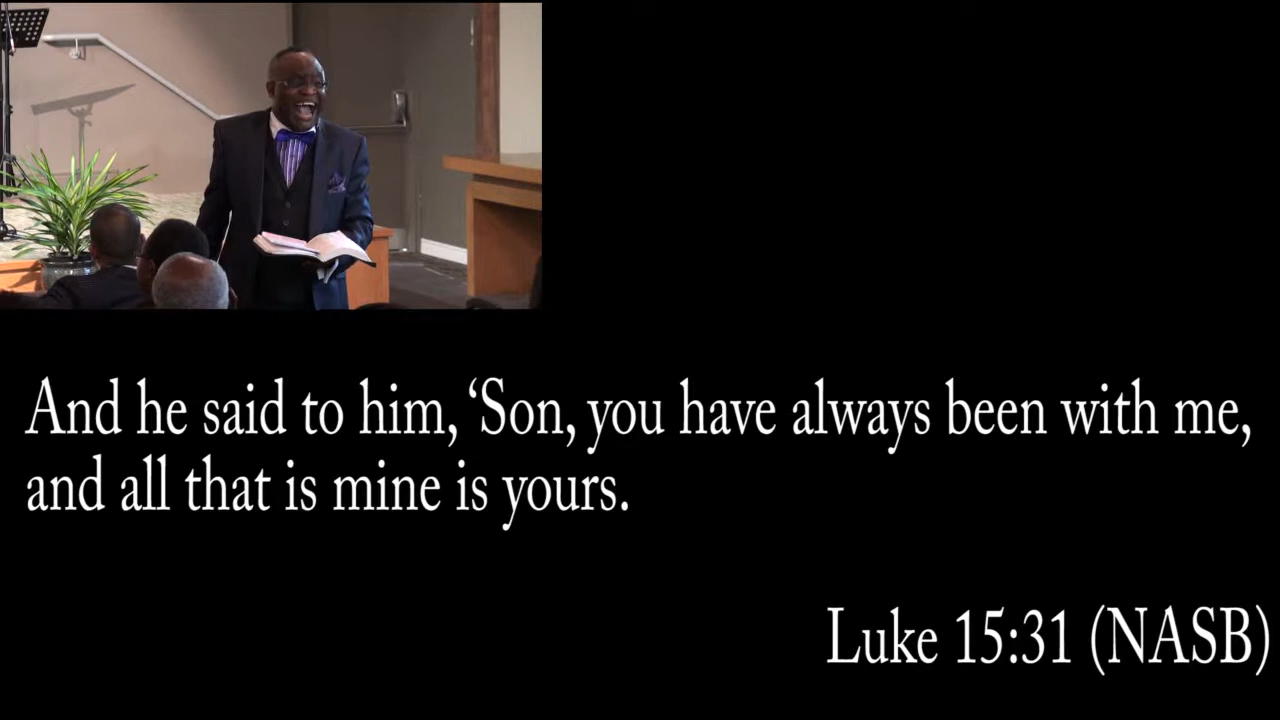 And he said to him, ‘Son, you have always been with me,
and all that is mine is yours.
Luke 15:31 (NASB)